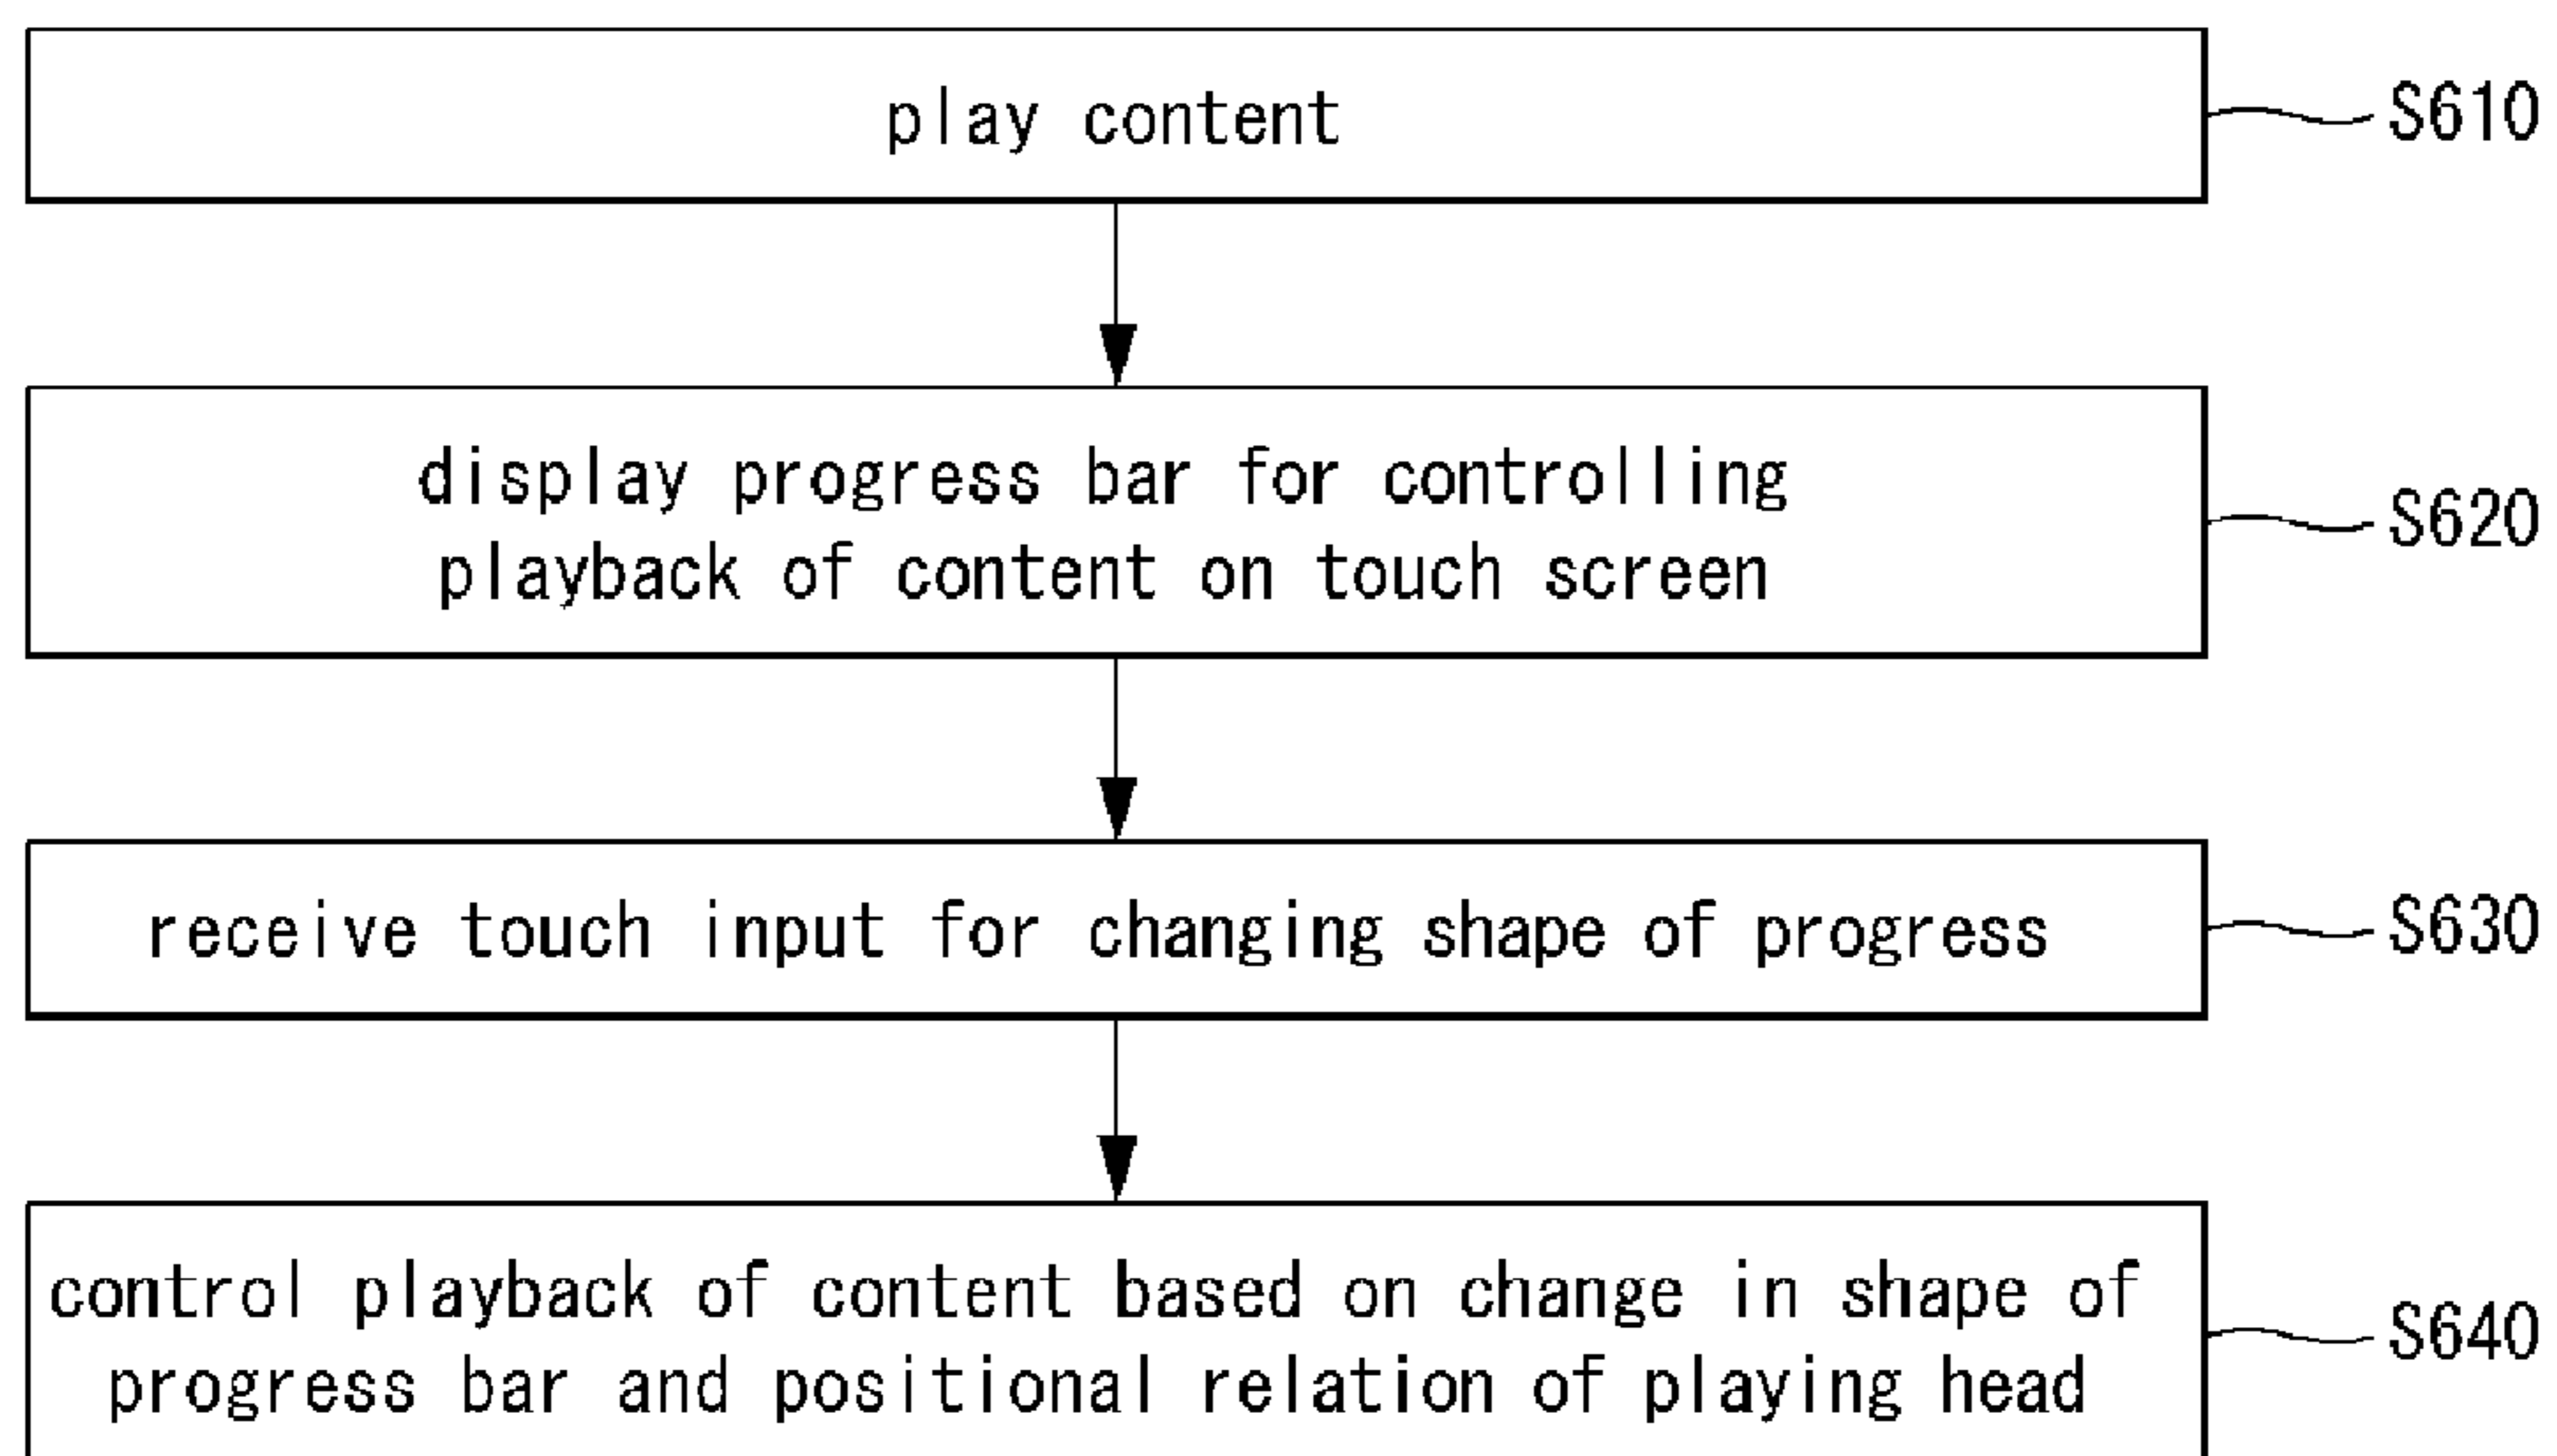 play content
S610
display progress bar for controlling
playback of content on touch screen
S620
receive touch input for changing shape of progress
S630
control playback of content based on change in shape of
progress bar and positional relation of playing head
S640